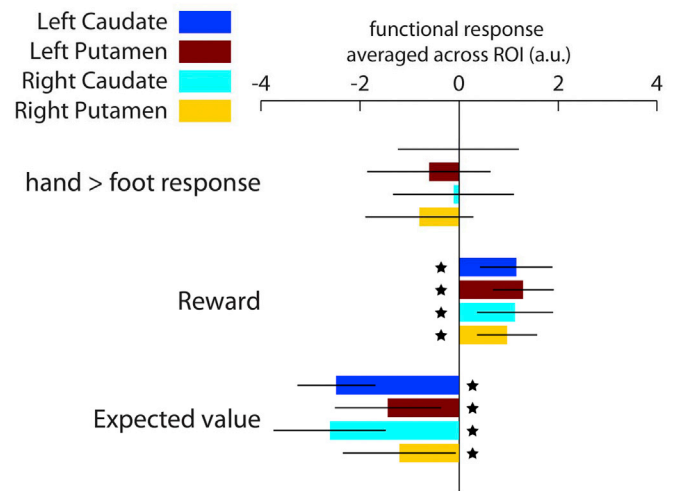 Left Caudate
Left Putamen
Right Caudate
Right Putamen
functional response
averaged across ROI (a.u.)
-4 -2 0 2 4
hand > foot response
Reward
Expected value